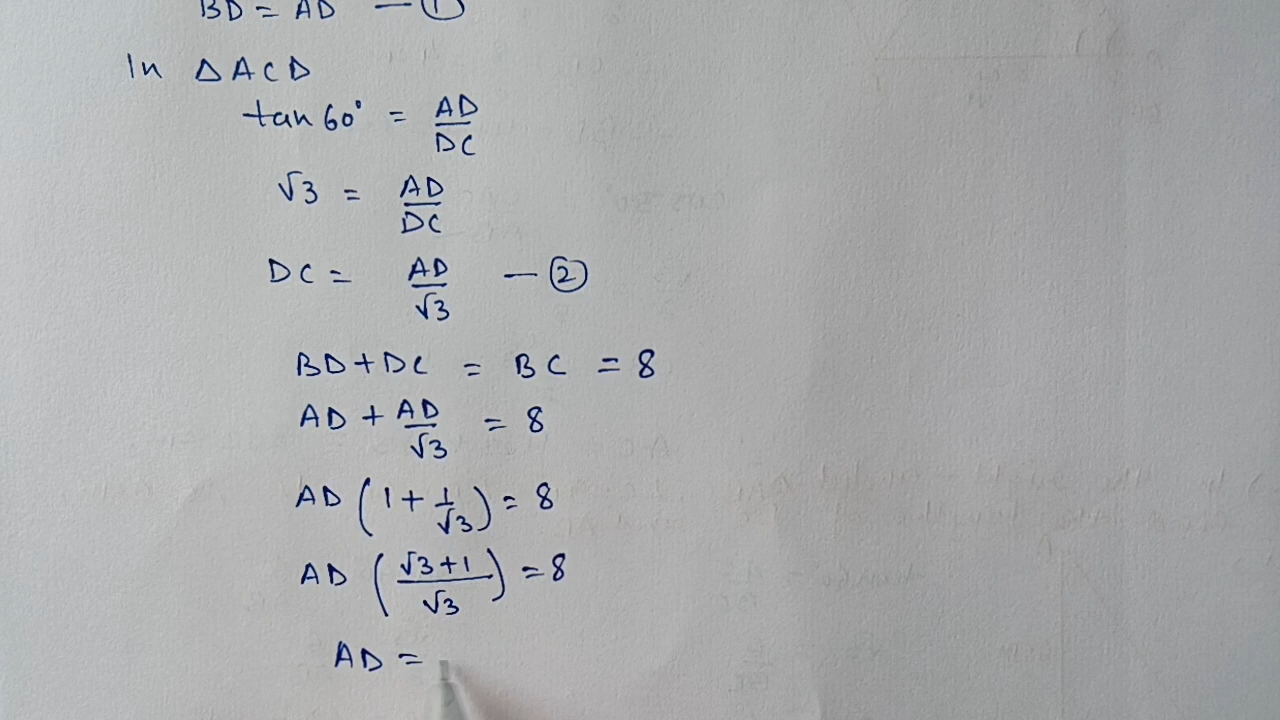 BD = AD — ①
In △ACD
tan 60° = AD/DC
√3 = AD/DC
DC = AD/√3 — ②
BD + DC = BC = 8
AD + AD/√3 = 8
AD (1 + 1/√3) = 8
AD ((√3+1)/√3) = 8
AD =